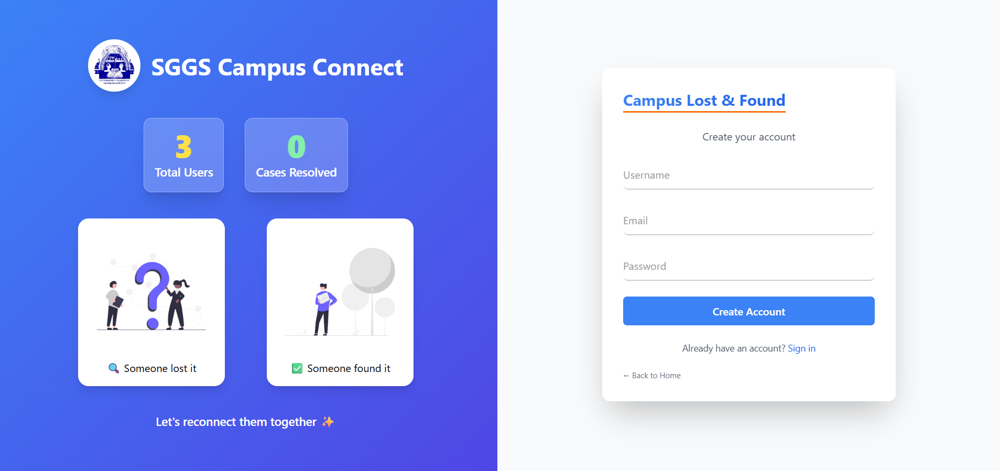 SGGS Campus Connect
3
Total Users
0
Cases Resolved
🔍 Someone lost it
✅ Someone found it
Let's reconnect them together ✨
Campus Lost & Found
Create your account
Username
Email
Password
Create Account
Already have an account? Sign in
← Back to Home